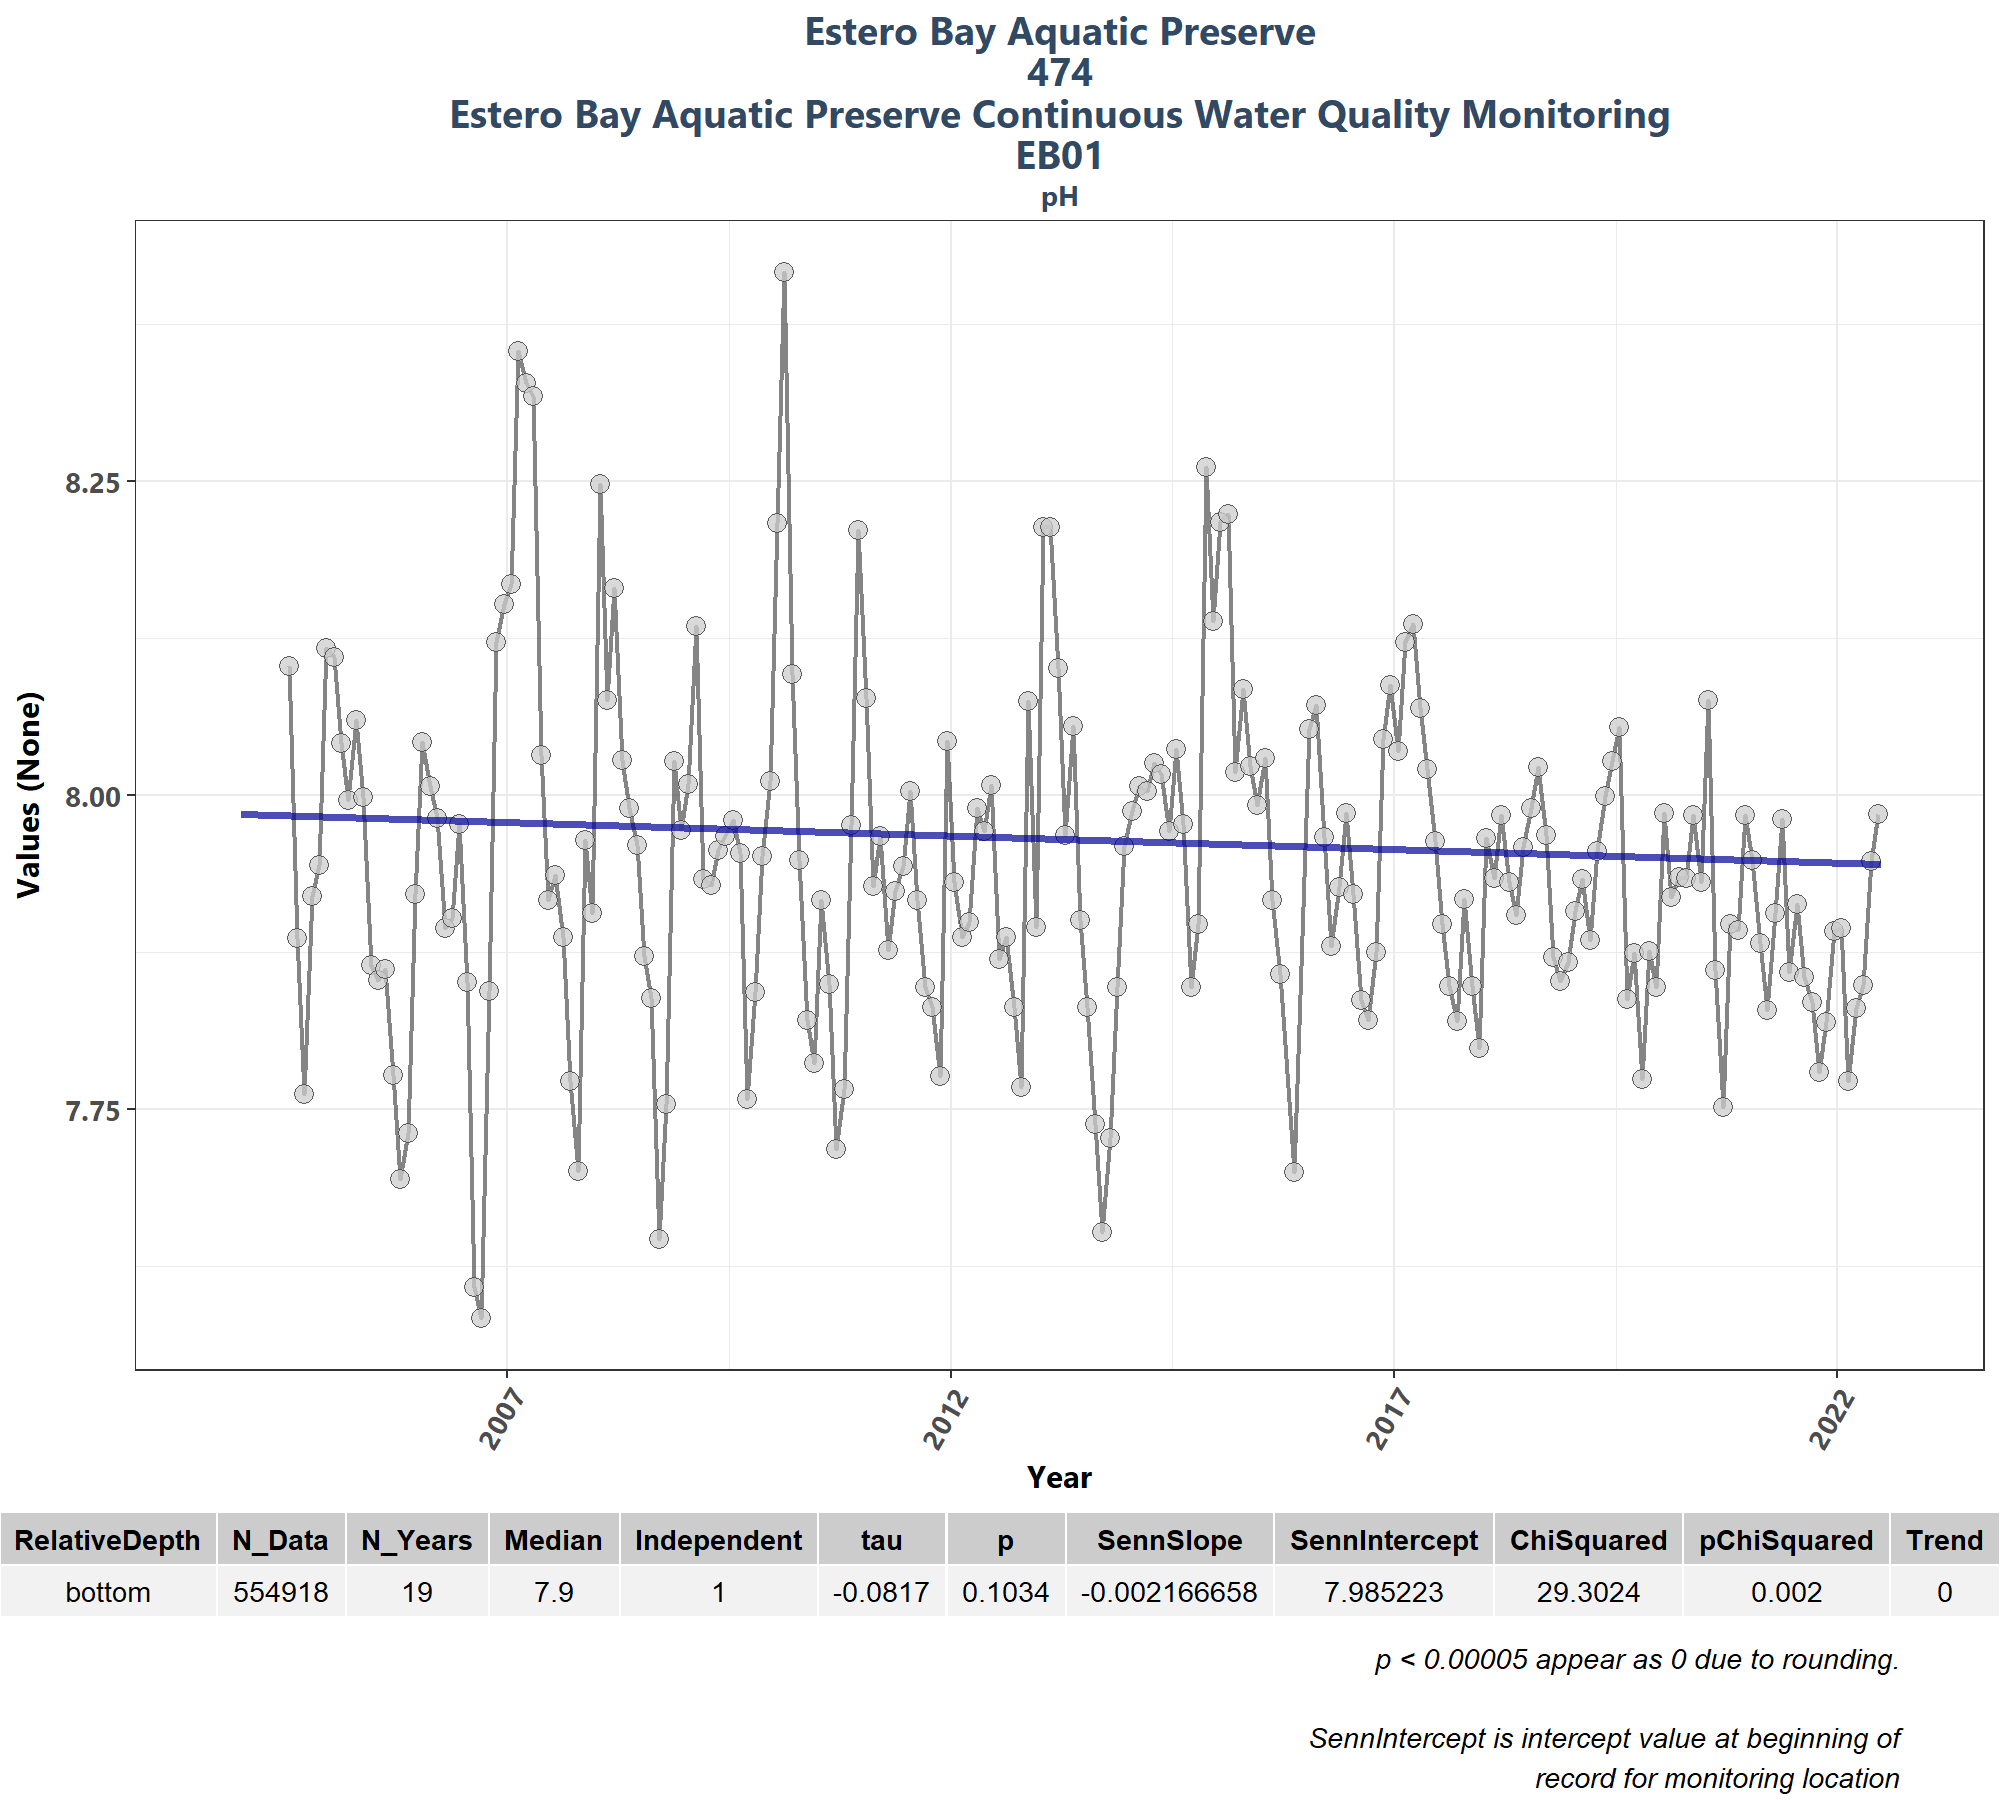 Estero Bay Aquatic Preserve
474
Estero Bay Aquatic Preserve Continuous Water Quality Monitoring
EB01
pH
Values (None)
8.25
8.00
7.75
2007 2012 2017 2022
Year
RelativeDepth N_Data N_Years Median Independent tau p SennSlope SennIntercept ChiSquared pChiSquared Trend
bottom 554918 19 7.9 1 -0.0817 0.1034 -0.002166658 7.985223 29.3024 0.002 0
p < 0.00005 appear as 0 due to rounding.
SennIntercept is intercept value at beginning of
record for monitoring location